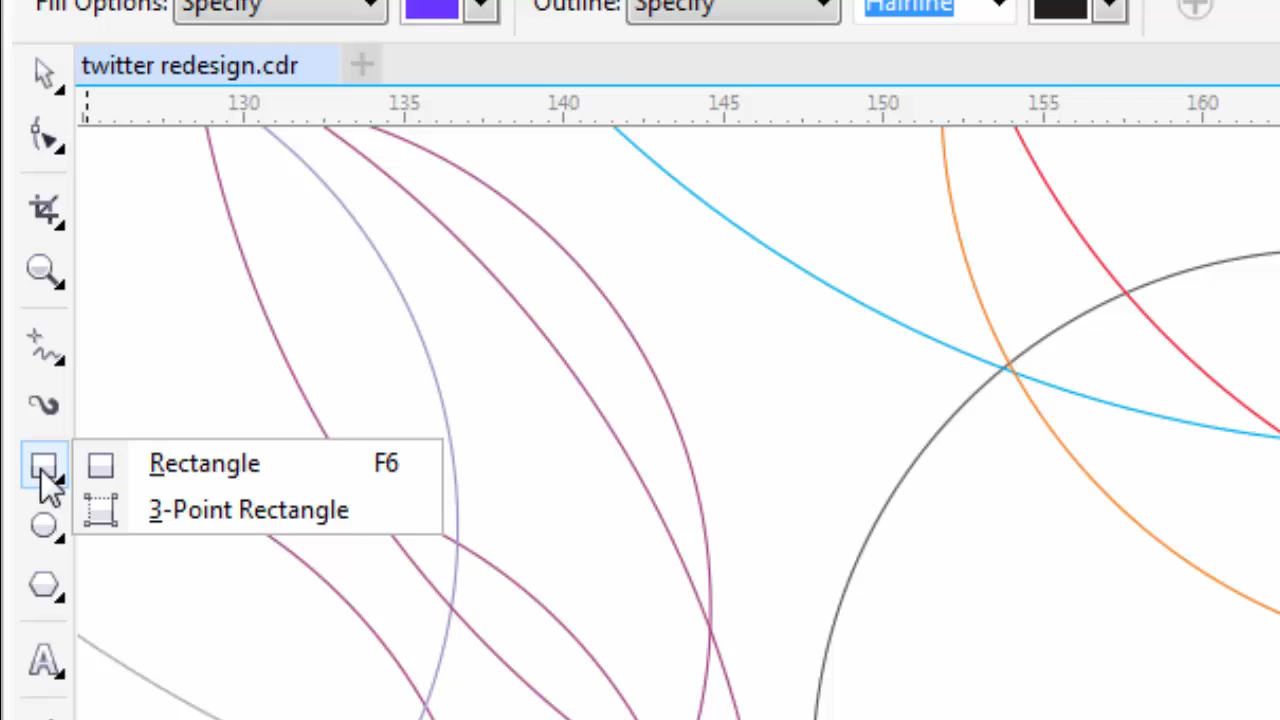 Fill Options: Specify Outline: Specify Hairline
twitter redesign.cdr
130 135 140 145 150 155 160
Rectangle F6
3-Point Rectangle
A